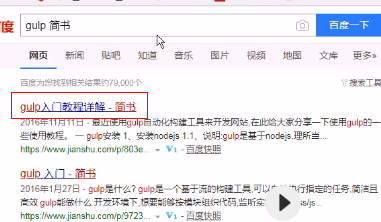 百度
gulp 简书
百度一下
网页 新闻 贴吧 知道 音乐 图片 视频 地图 文库 更多»
百度为您找到相关结果约79,000个
搜索工具
gulp入门教程详解 - 简书
2016年11月11日 - 最近使用gulp自动化构建工具来开发网站,在此给大家分享一下使用gulp的一
些使用教程。 一 gulp安装 1、安装nodejs 1.1、说明:gulp是基于nodejs,理所当...
https://www.jianshu.com/p/803e... V1 - 百度快照
gulp 入门 - 简书
2016年1月27日 - gulp是什么? gulp是一个基于流的构建工具,可以自动执行指定的任务,简洁且
高效 gulp能做什么 开发环境下,想要能够按模块组织代码,监听实
https://www.jianshu.com/p/9723... V1 - 百度快照